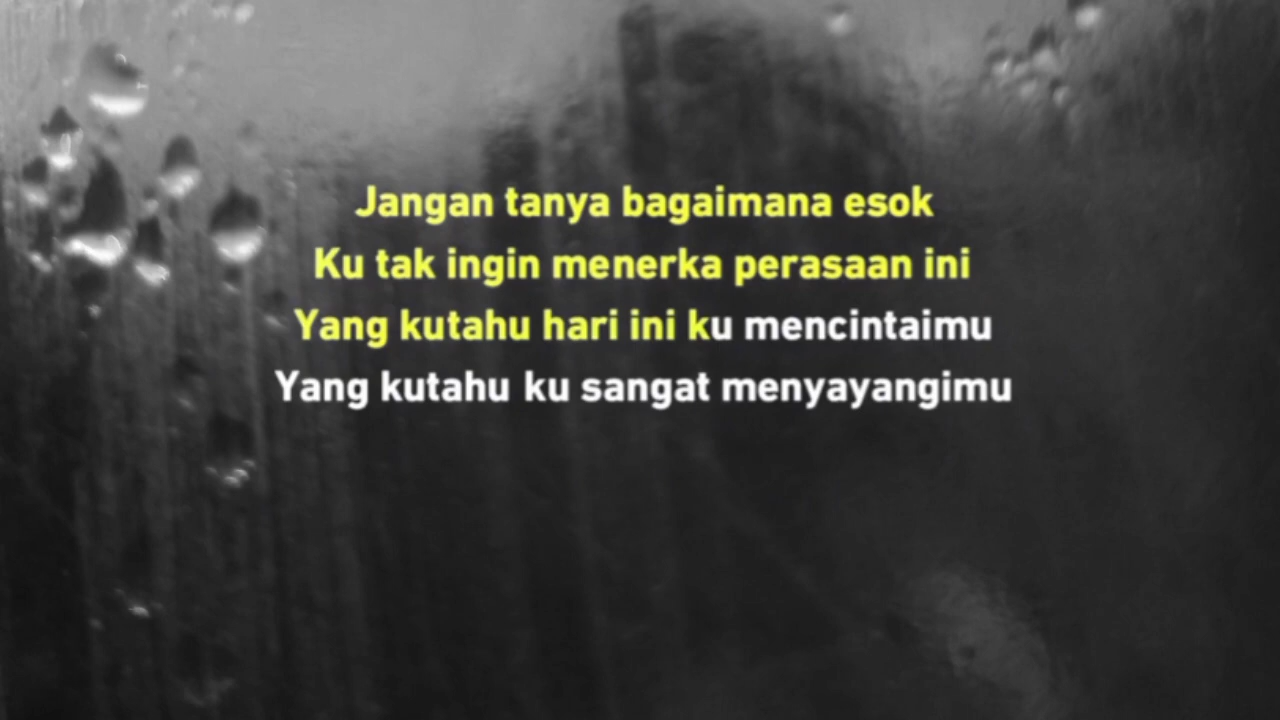 Jangan tanya bagaimana esok
Ku tak ingin menerka perasaan ini
Yang kutahu hari ini ku mencintaimu
Yang kutahu ku sangat menyayangimu